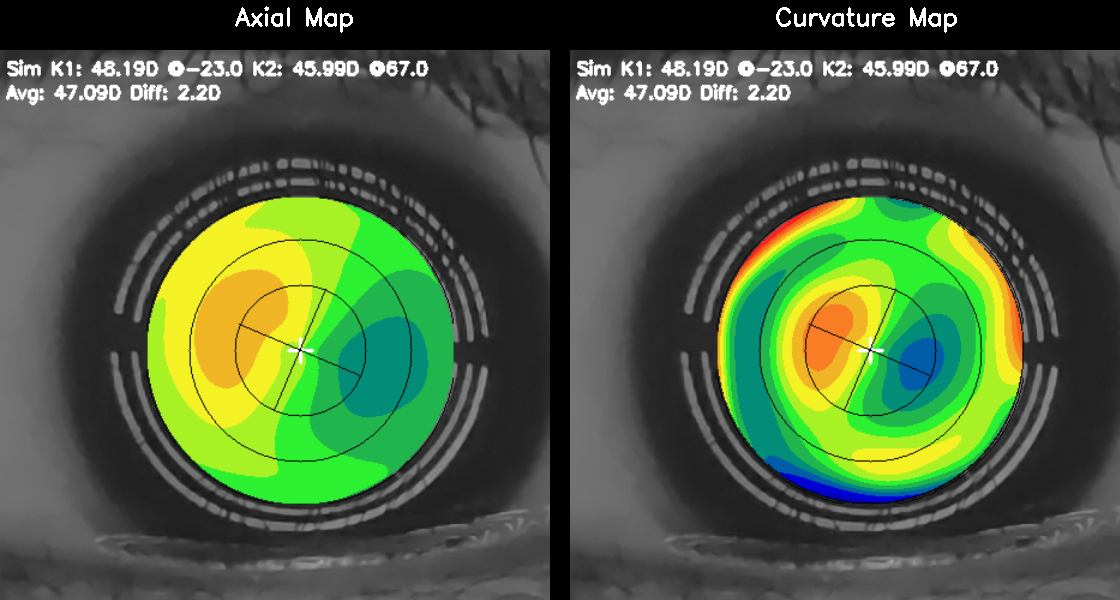 Axial Map
Curvature Map
Sim K1: 48.19D @-23.0 K2: 45.99D @67.0
Avg: 47.09D Diff: 2.2D
Sim K1: 48.19D @-23.0 K2: 45.99D @67.0
Avg: 47.09D Diff: 2.2D